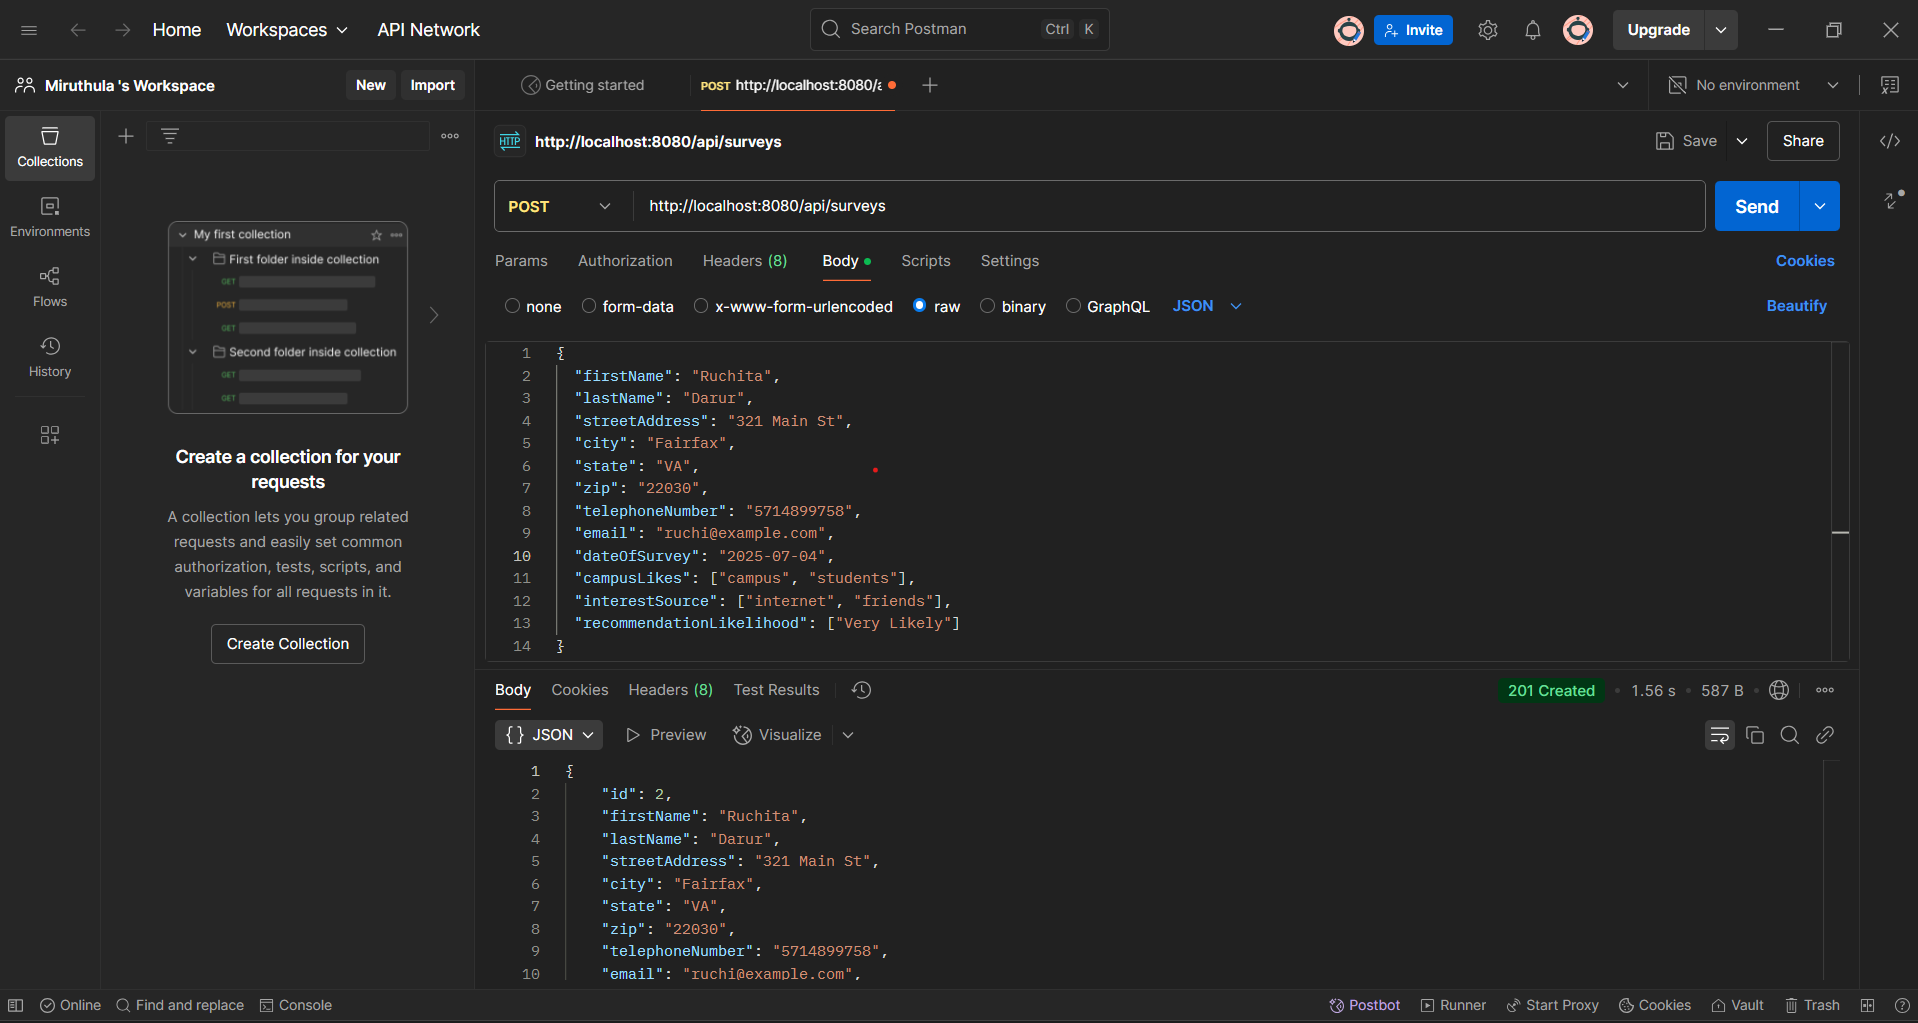 Home
Workspaces
API Network
Search Postman
Ctrl
K
Invite
Upgrade
Miruthula 's Workspace
New
Import
Getting started
POST http://localhost:8080/a
No environment
Collections
Environments
Flows
History
My first collection
First folder inside collection
GET
POST
GET
Second folder inside collection
GET
GET
Create a collection for your
requests
A collection lets you group related
requests and easily set common
authorization, tests, scripts, and
variables for all requests in it.
Create Collection
HTTP
http://localhost:8080/api/surveys
Save
Share
POST
http://localhost:8080/api/surveys
Send
Params
Authorization
Headers (8)
Body
Scripts
Settings
Cookies
none
form-data
x-www-form-urlencoded
raw
binary
GraphQL
JSON
Beautify
1 {
2 "firstName": "Ruchita",
3 "lastName": "Darur",
4 "streetAddress": "321 Main St",
5 "city": "Fairfax",
6 "state": "VA",
7 "zip": "22030",
8 "telephoneNumber": "5714899758",
9 "email": "ruchi@example.com",
10 "dateOfSurvey": "2025-07-04",
11 "campusLikes": ["campus", "students"],
12 "interestSource": ["internet", "friends"],
13 "recommendationLikelihood": ["Very Likely"]
14 }
Body
Cookies
Headers (8)
Test Results
201 Created
1.56 s
587 B
{} JSON
Preview
Visualize
1 {
2 "id": 2,
3 "firstName": "Ruchita",
4 "lastName": "Darur",
5 "streetAddress": "321 Main St",
6 "city": "Fairfax",
7 "state": "VA",
8 "zip": "22030",
9 "telephoneNumber": "5714899758",
10 "email": "ruchi@example.com",
Online
Find and replace
Console
Postbot
Runner
Start Proxy
Cookies
Vault
Trash